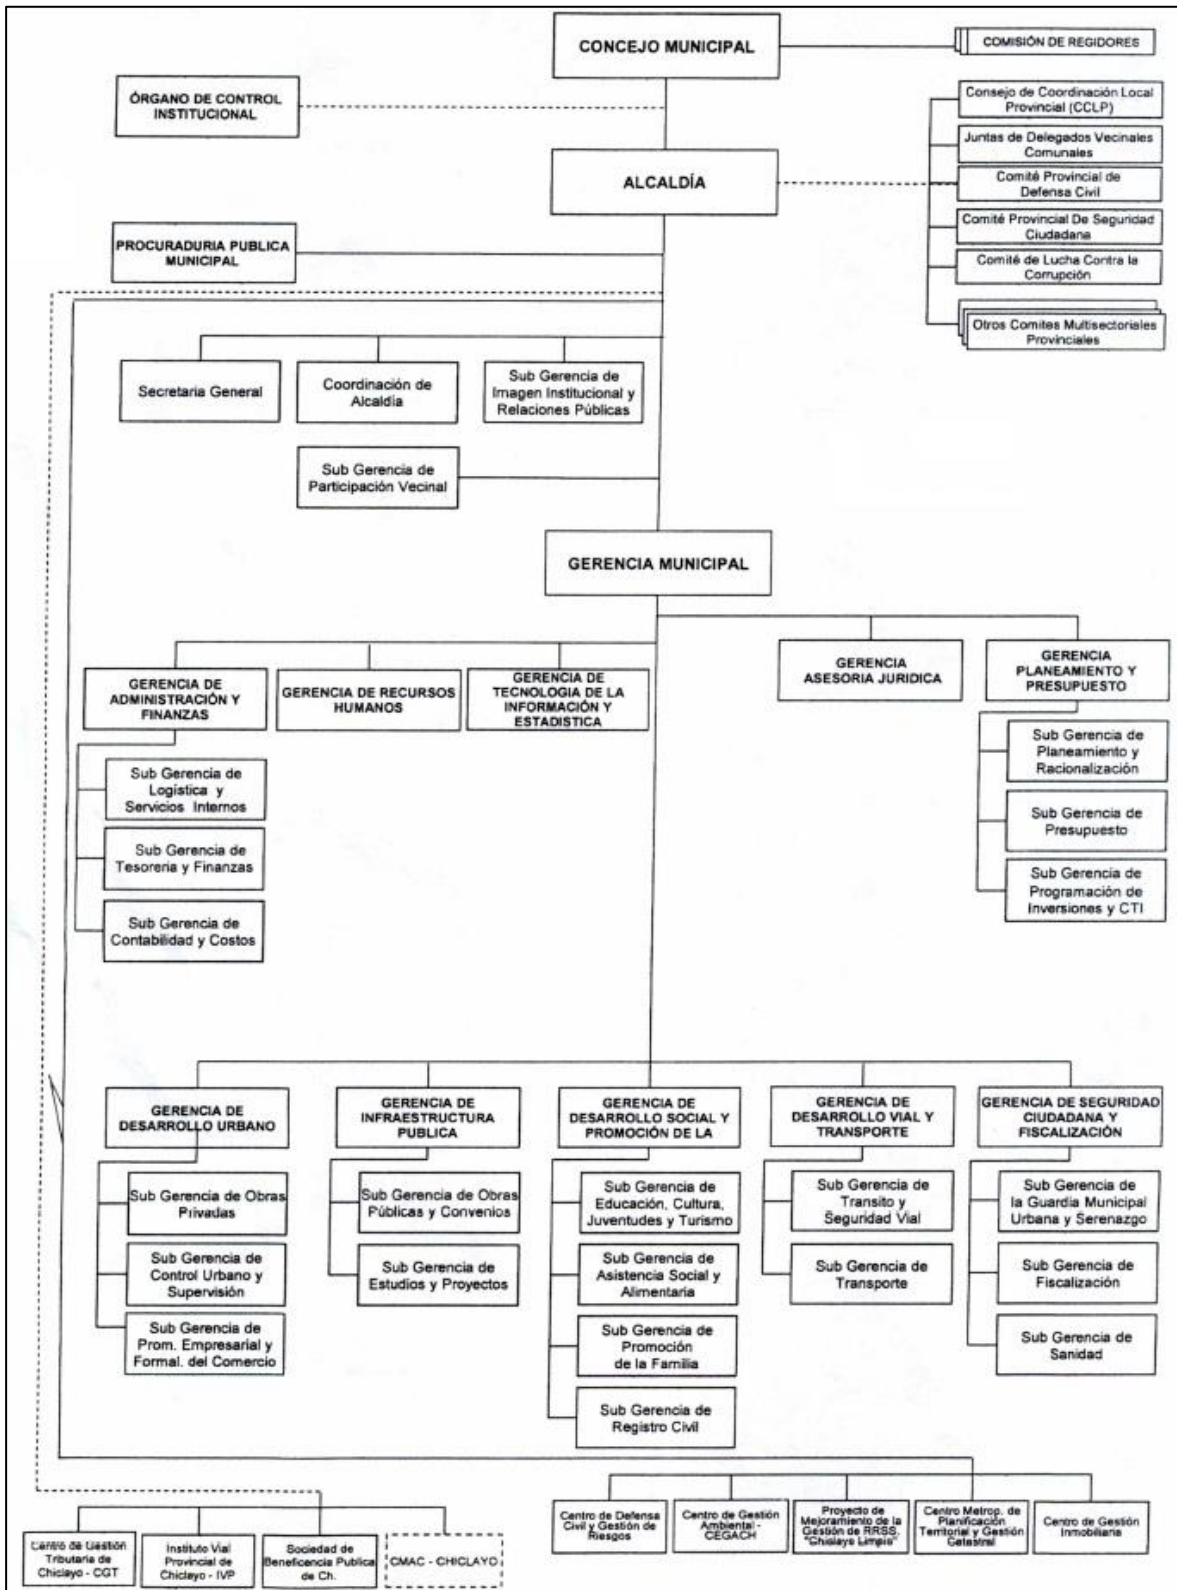 CONCEJO MUNICIPAL
COMISIÓN DE REGIDORES
ÓRGANO DE CONTROL
INSTITUCIONAL
Consejo de Coordinación Local
Provincial (CCLP)
Juntas de Delegados Vecinales
Comunales
ALCALDÍA
Comité Provincial de
Defensa Civil
Comité Provincial De Seguridad
Ciudadana
PROCURADURIA PUBLICA
MUNICIPAL
Comité de Lucha Contra la
Corrupción
Otros Comites Multisectoriales
Provinciales
Secretaria General
Coordinación de
Alcaldía
Sub Gerencia de
Imagen Institucional y
Relaciones Públicas
Sub Gerencia de
Participación Vecinal
GERENCIA MUNICIPAL
GERENCIA DE
ADMINISTRACIÓN Y
FINANZAS
GERENCIA DE RECURSOS
HUMANOS
GERENCIA DE
TECNOLOGIA DE LA
INFORMACIÓN Y
ESTADISTICA
GERENCIA
ASESORIA JURIDICA
GERENCIA
PLANEAMIENTO Y
PRESUPUESTO
Sub Gerencia de
Logística y
Servicios Internos
Sub Gerencia de
Tesoreria y Finanzas
Sub Gerencia de
Contabilidad y Costos
Sub Gerencia de
Planeamiento y
Racionalización
Sub Gerencia de
Presupuesto
Sub Gerencia de
Programación de
Inversiones y CTI
GERENCIA DE
DESARROLLO URBANO
GERENCIA DE
INFRAESTRUCTURA
PUBLICA
GERENCIA DE
DESARROLLO SOCIAL Y
PROMOCIÓN DE LA
GERENCIA DE
DESARROLLO VIAL Y
TRANSPORTE
GERENCIA DE SEGURIDAD
CIUDADANA Y
FISCALIZACIÓN
Sub Gerencia de Obras
Privadas
Sub Gerencia de
Control Urbano y
Supervisión
Sub Gerencia de
Prom. Empresarial y
Formal. del Comercio
Sub Gerencia de Obras
Públicas y Convenios
Sub Gerencia de
Estudios y Proyectos
Sub Gerencia de
Educación, Cultura,
Juventudes y Turismo
Sub Gerencia de
Asistencia Social y
Alimentaria
Sub Gerencia de
Promoción
de la Familia
Sub Gerencia de
Registro Civil
Sub Gerencia de
Transito y
Seguridad Vial
Sub Gerencia de
Transporte
Sub Gerencia de
la Guardia Municipal
Urbana y Serenazgo
Sub Gerencia de
Fiscalización
Sub Gerencia de
Sanidad
Centro de Gestión
Tributaria de
Chiclayo - CGT
Instituto Vial
Provincial de
Chiclayo - IVP
Sociedad de
Beneficencia Publica
de Ch.
CMAC - CHICLAYO
Centro de Defensa
Civil y Gestión de
Riesgos
Centro de Gestión
Ambiental -
CEGACH
Proyecto de
Mejoramiento de la
Gestión de RRSS.
"Chiclayo Limpio"
Centro Metrop. de
Planificación
Territorial y Gestión
Catastral
Centro de Gestión
Inmobiliaria